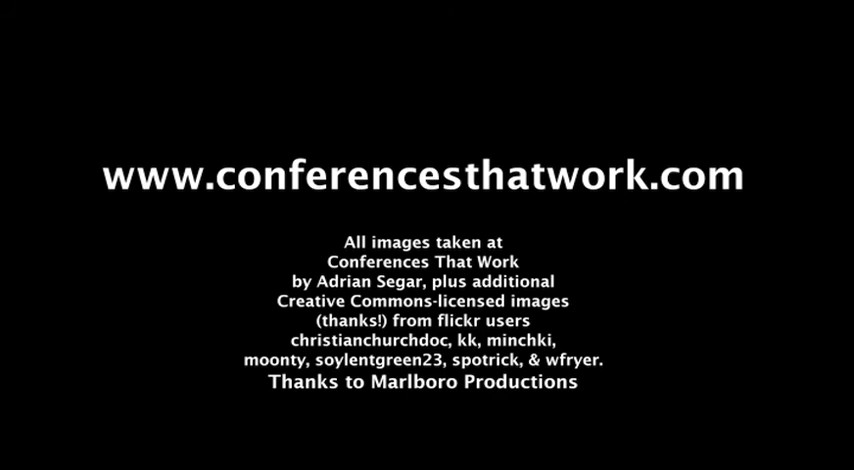 www.conferencesthatwork.com
All images taken at
Conferences That Work
by Adrian Segar, plus additional
Creative Commons-licensed images
(thanks!) from flickr users
christianchurchdoc, kk, minchki,
moonty, soylentgreen23, spotrick, & wfryer.
Thanks to Marlboro Productions